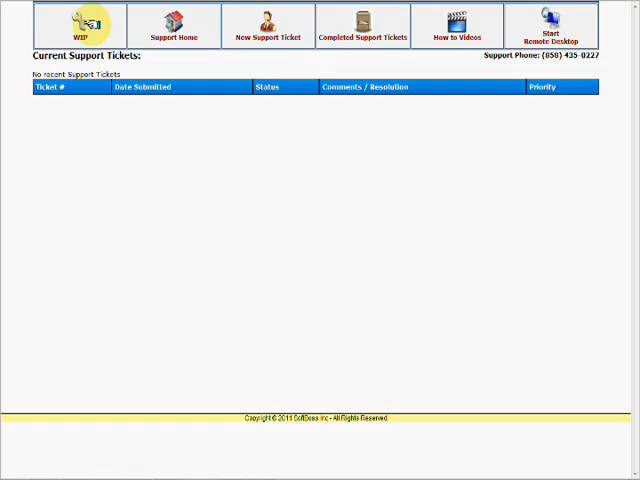 WIP
Support Home
New Support Ticket
Completed Support Tickets
How to Videos
Start
Remote Desktop
Current Support Tickets:
Support Phone: (858) 435-0227
No recent Support Tickets
Ticket #
Date Submitted
Status
Comments / Resolution
Priority
Copyright © 2011 SoftBoss Inc - All Rights Reserved